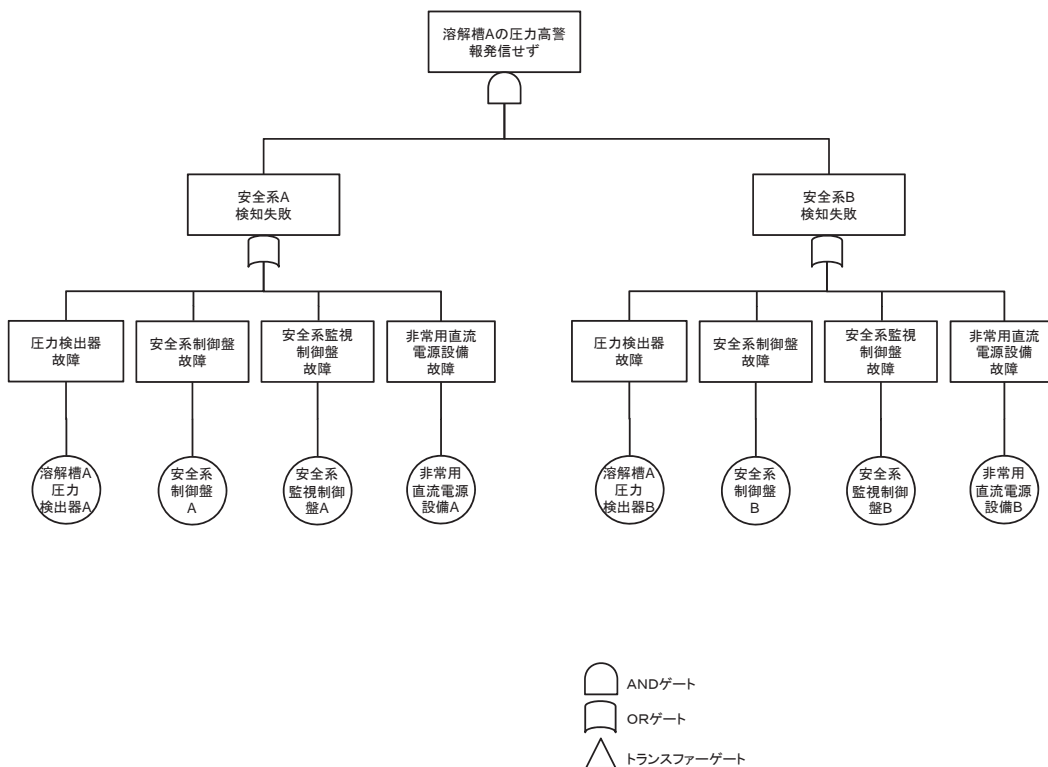 溶解槽Aの圧力高警
報発信せず
安全系A
検知失敗
安全系B
検知失敗
圧力検出器
故障
安全系制御盤
故障
安全系監視
制御盤
故障
非常用直流
電源設備
故障
圧力検出器
故障
安全系制御盤
故障
安全系監視
制御盤
故障
非常用直流
電源設備
故障
溶解槽A
圧力
検出器A
安全系
制御盤
A
安全系
監視制御
盤A
非常用
直流電源
設備A
溶解槽A
圧力
検出器B
安全系
制御盤
B
安全系
監視制御
盤B
非常用
直流電源
設備B
ANDゲート
ORゲート
トランスファーゲート